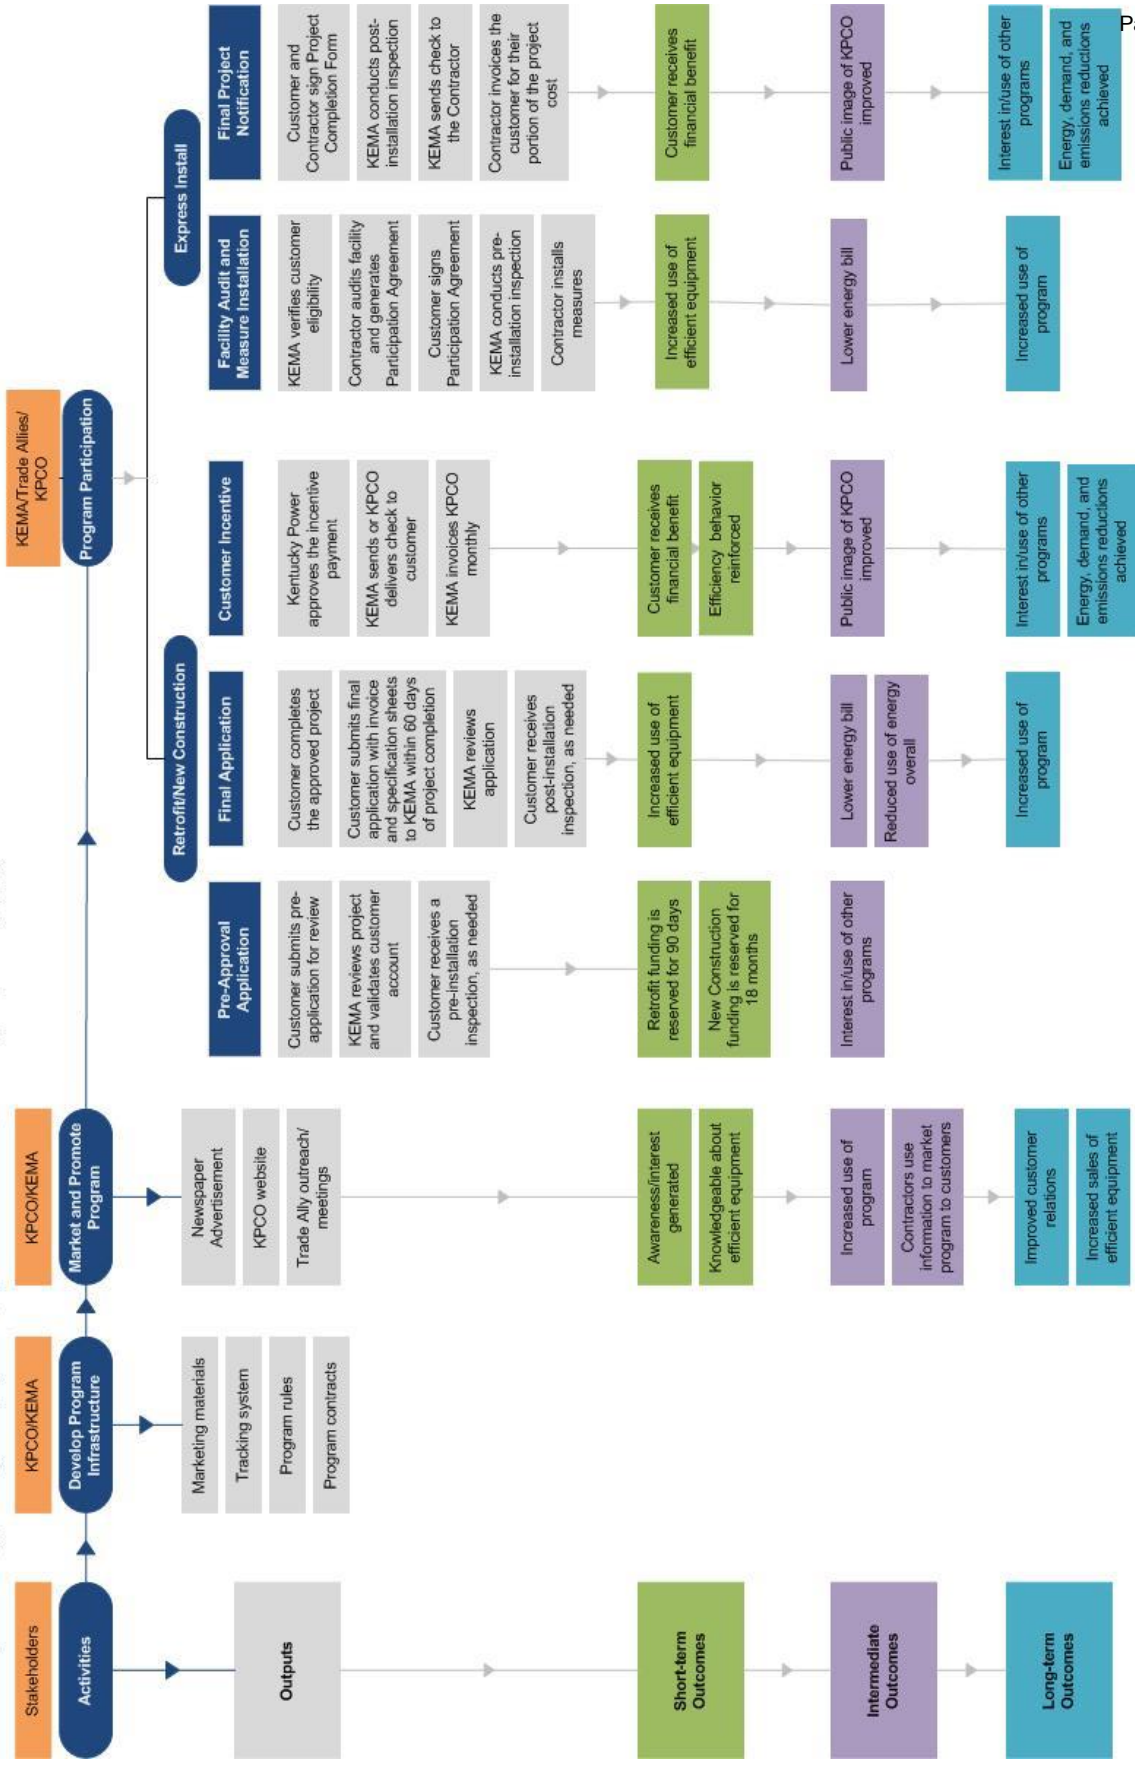 Stakeholders
KPCO/KEMA
KPCO/KEMA
KEMA/Trade Allies/
KPCO
Activities
Develop Program
Infrastructure
Market and Promote
Program
Program Participation
Retrofit/New Construction
Express Install
Outputs
Marketing materials
Tracking system
Program rules
Program contracts
Newspaper
Advertisement
KPCO website
Trade Ally outreach/
meetings
Pre-Approval
Application
Customer submits pre-
application for review
KEMA reviews project
and validates customer
account
Customer receives a
pre-installation
inspection, as needed
Final Application
Customer completes
the approved project
Customer submits final
application with invoice
and specification sheets
to KEMA within 60 days
of project completion
KEMA reviews
application
Customer receives
post-installation
inspection, as needed
Customer Incentive
Kentucky Power
approves the incentive
payment
KEMA sends or KPCO
delivers check to
customer
KEMA invoices KPCO
monthly
Facility Audit and
Measure Installation
KEMA verifies customer
eligibility
Contractor audits facility
and generates
Participation Agreement
Customer signs
Participation Agreement
KEMA conducts pre-
installation inspection
Contractor installs
measures
Final Project
Notification
Customer and
Contractor sign Project
Completion Form
KEMA conducts post-
installation inspection
KEMA sends check to
the Contractor
Contractor invoices the
customer for their
portion of the project
cost
Short-term
Outcomes
Awareness/interest
generated
Knowledgeable about
efficient equipment
Retrofit funding is
reserved for 90 days
New Construction
funding is reserved for
18 months
Increased use of
efficient equipment
Customer receives
financial benefit
Efficiency behavior
reinforced
Increased use of
efficient equipment
Customer receives
financial benefit
Intermediate
Outcomes
Increased use of
program
Contractors use
information to market
program to customers
Interest in/use of other
programs
Lower energy bill
Reduced use of energy
overall
Public image of KPCO
improved
Lower energy bill
Public image of KPCO
improved
Long-term
Outcomes
Improved customer
relations
Increased sales of
efficient equipment
Increased use of
program
Interest in/use of other
programs
Energy, demand, and
emissions reductions
achieved
Increased use of
program
Interest in/use of other
programs
Energy, demand, and
emissions reductions
achieved